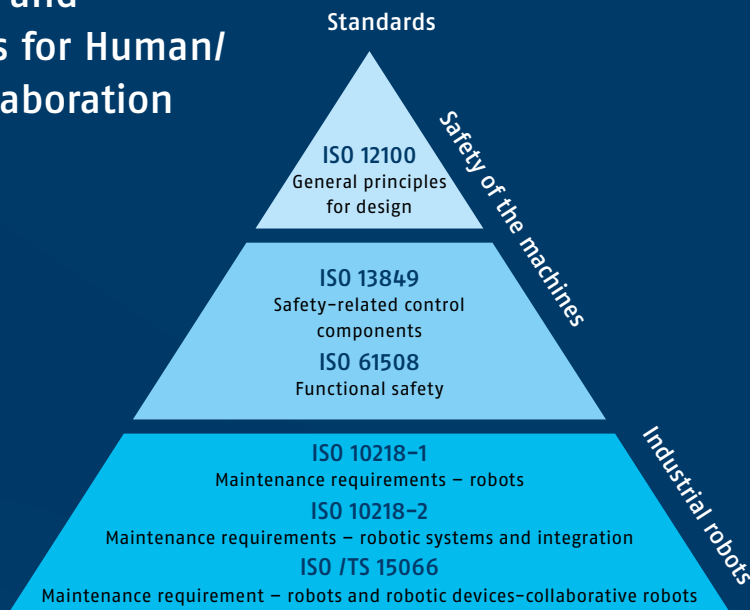 and
s for Human/
aboration
Standards
ISO 12100
General principles
for design
Safety of the machines
ISO 13849
Safety-related control
components
ISO 61508
Functional safety
ISO 10218-1
Maintenance requirements – robots
ISO 10218-2
Maintenance requirements – robotic systems and integration
ISO /TS 15066
Maintenance requirement – robots and robotic devices-collaborative robots
Industrial robots